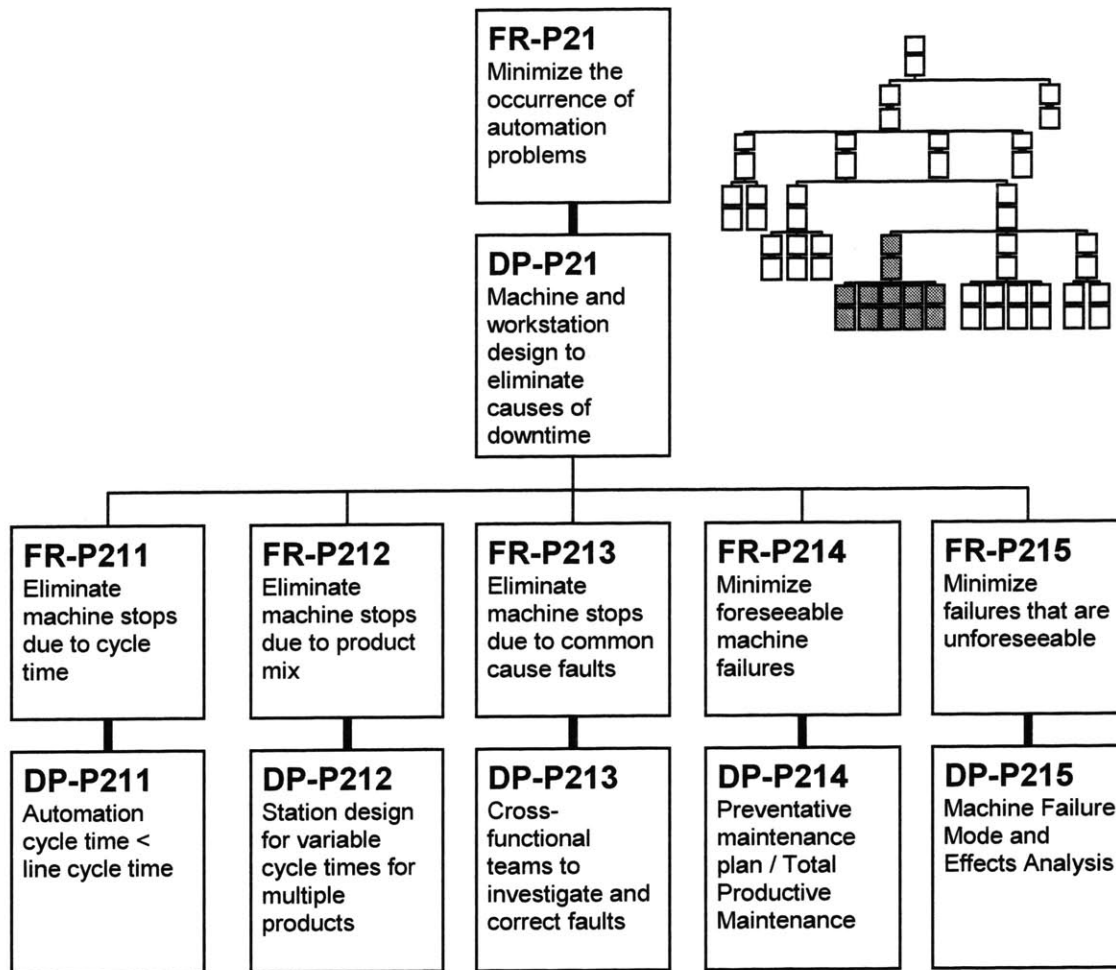 FR-P21
Minimize the
occurrence of
automation
problems
DP-P21
Machine and
workstation
design to
eliminate
causes of
downtime
FR-P211
Eliminate
machine stops
due to cycle
time
FR-P212
Eliminate
machine stops
due to product
mix
FR-P213
Eliminate
machine stops
due to common
cause faults
FR-P214
Minimize
foreseeable
machine
failures
FR-P215
Minimize
failures that are
unforeseeable
DP-P211
Automation
cycle time <
line cycle time
DP-P212
Station design
for variable
cycle times for
multiple
products
DP-P213
Cross-
functional
teams to
investigate and
correct faults
DP-P214
Preventative
maintenance
plan / Total
Productive
Maintenance
DP-P215
Machine Failure
Mode and
Effects Analysis